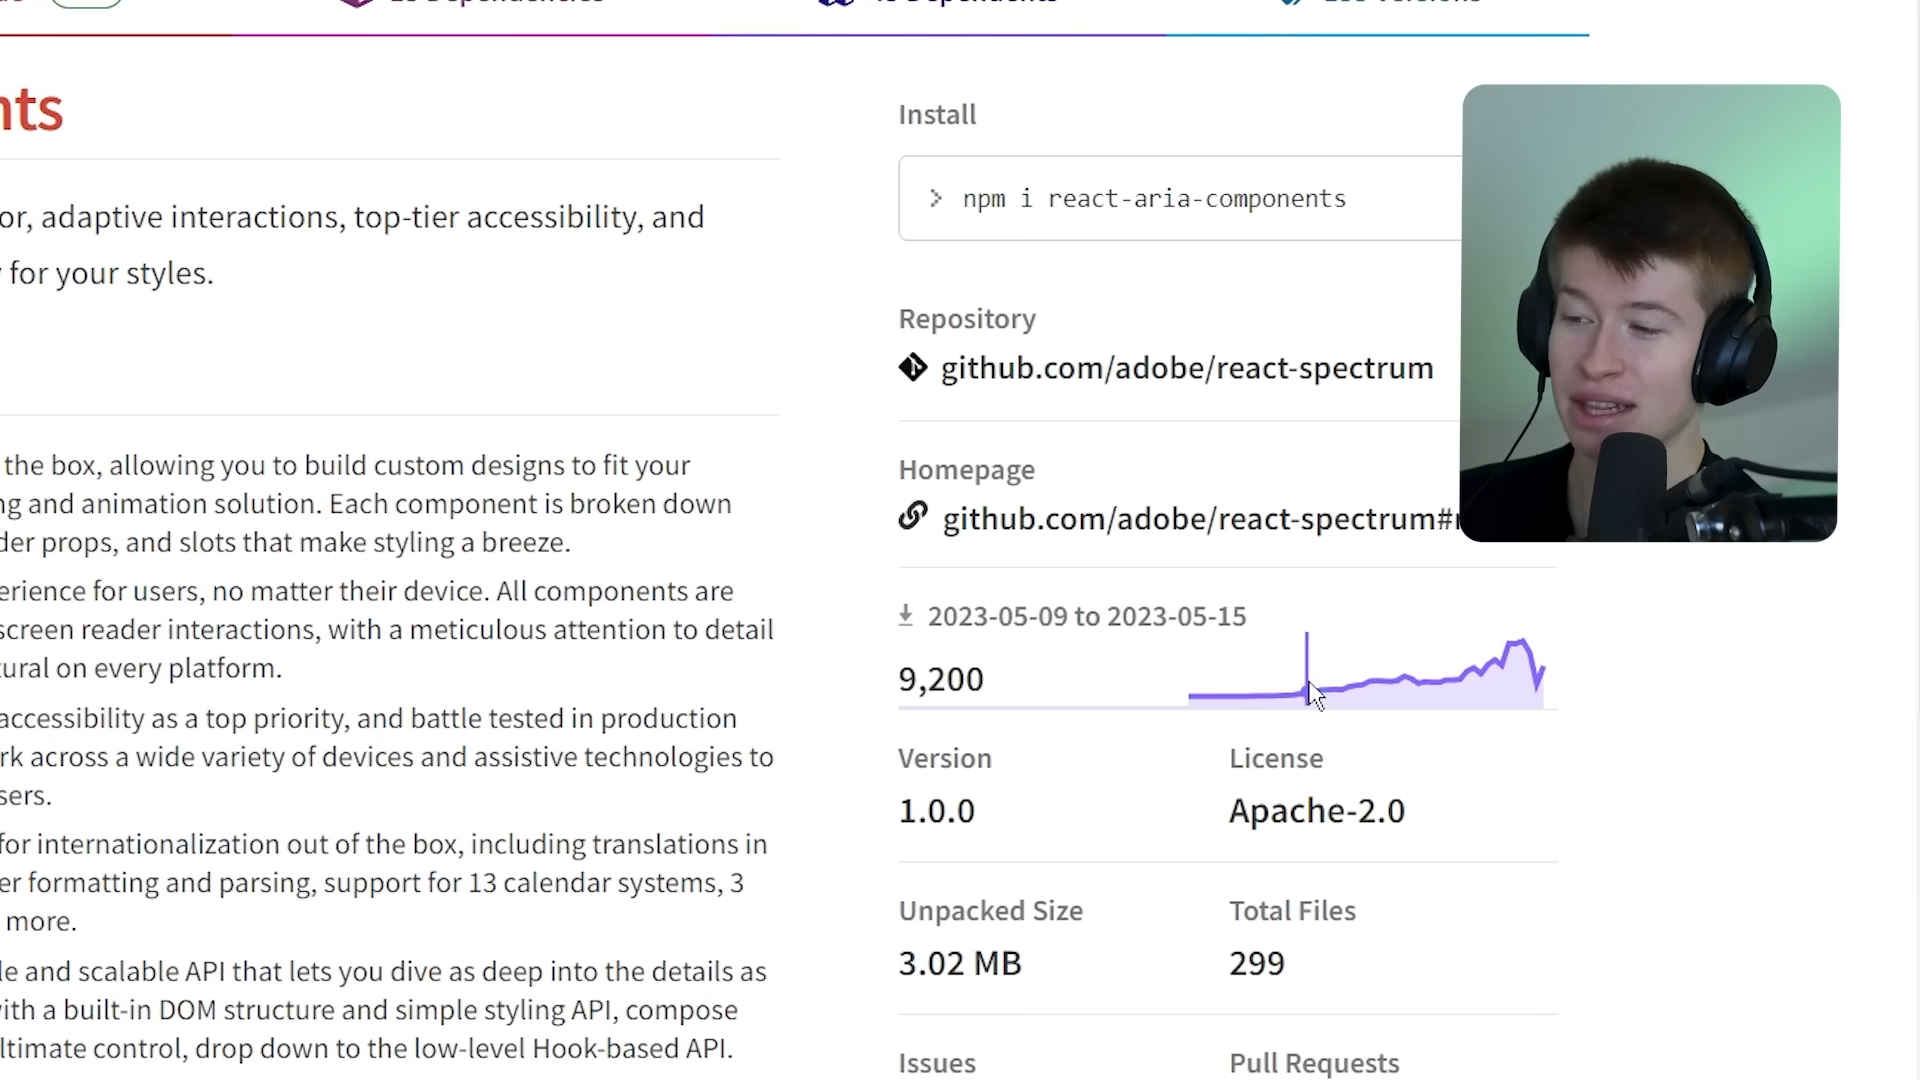 Dependencies
Dependents
Versions
nts
Install
> npm i react-aria-components
or, adaptive interactions, top-tier accessibility, and
for your styles.
Repository
github.com/adobe/react-spectrum
Homepage
github.com/adobe/react-spectrum#
the box, allowing you to build custom designs to fit your
ng and animation solution. Each component is broken down
der props, and slots that make styling a breeze.
erience for users, no matter their device. All components are
screen reader interactions, with a meticulous attention to detail
tural on every platform.
accessibility as a top priority, and battle tested in production
rk across a wide variety of devices and assistive technologies to
sers.
for internationalization out of the box, including translations in
er formatting and parsing, support for 13 calendar systems, 3
more.
le and scalable API that lets you dive as deep into the details as
with a built-in DOM structure and simple styling API, compose
ltimate control, drop down to the low-level Hook-based API.
2023-05-09 to 2023-05-15
9,200
Version
License
1.0.0
Apache-2.0
Unpacked Size
Total Files
3.02 MB
299
Issues
Pull Requests